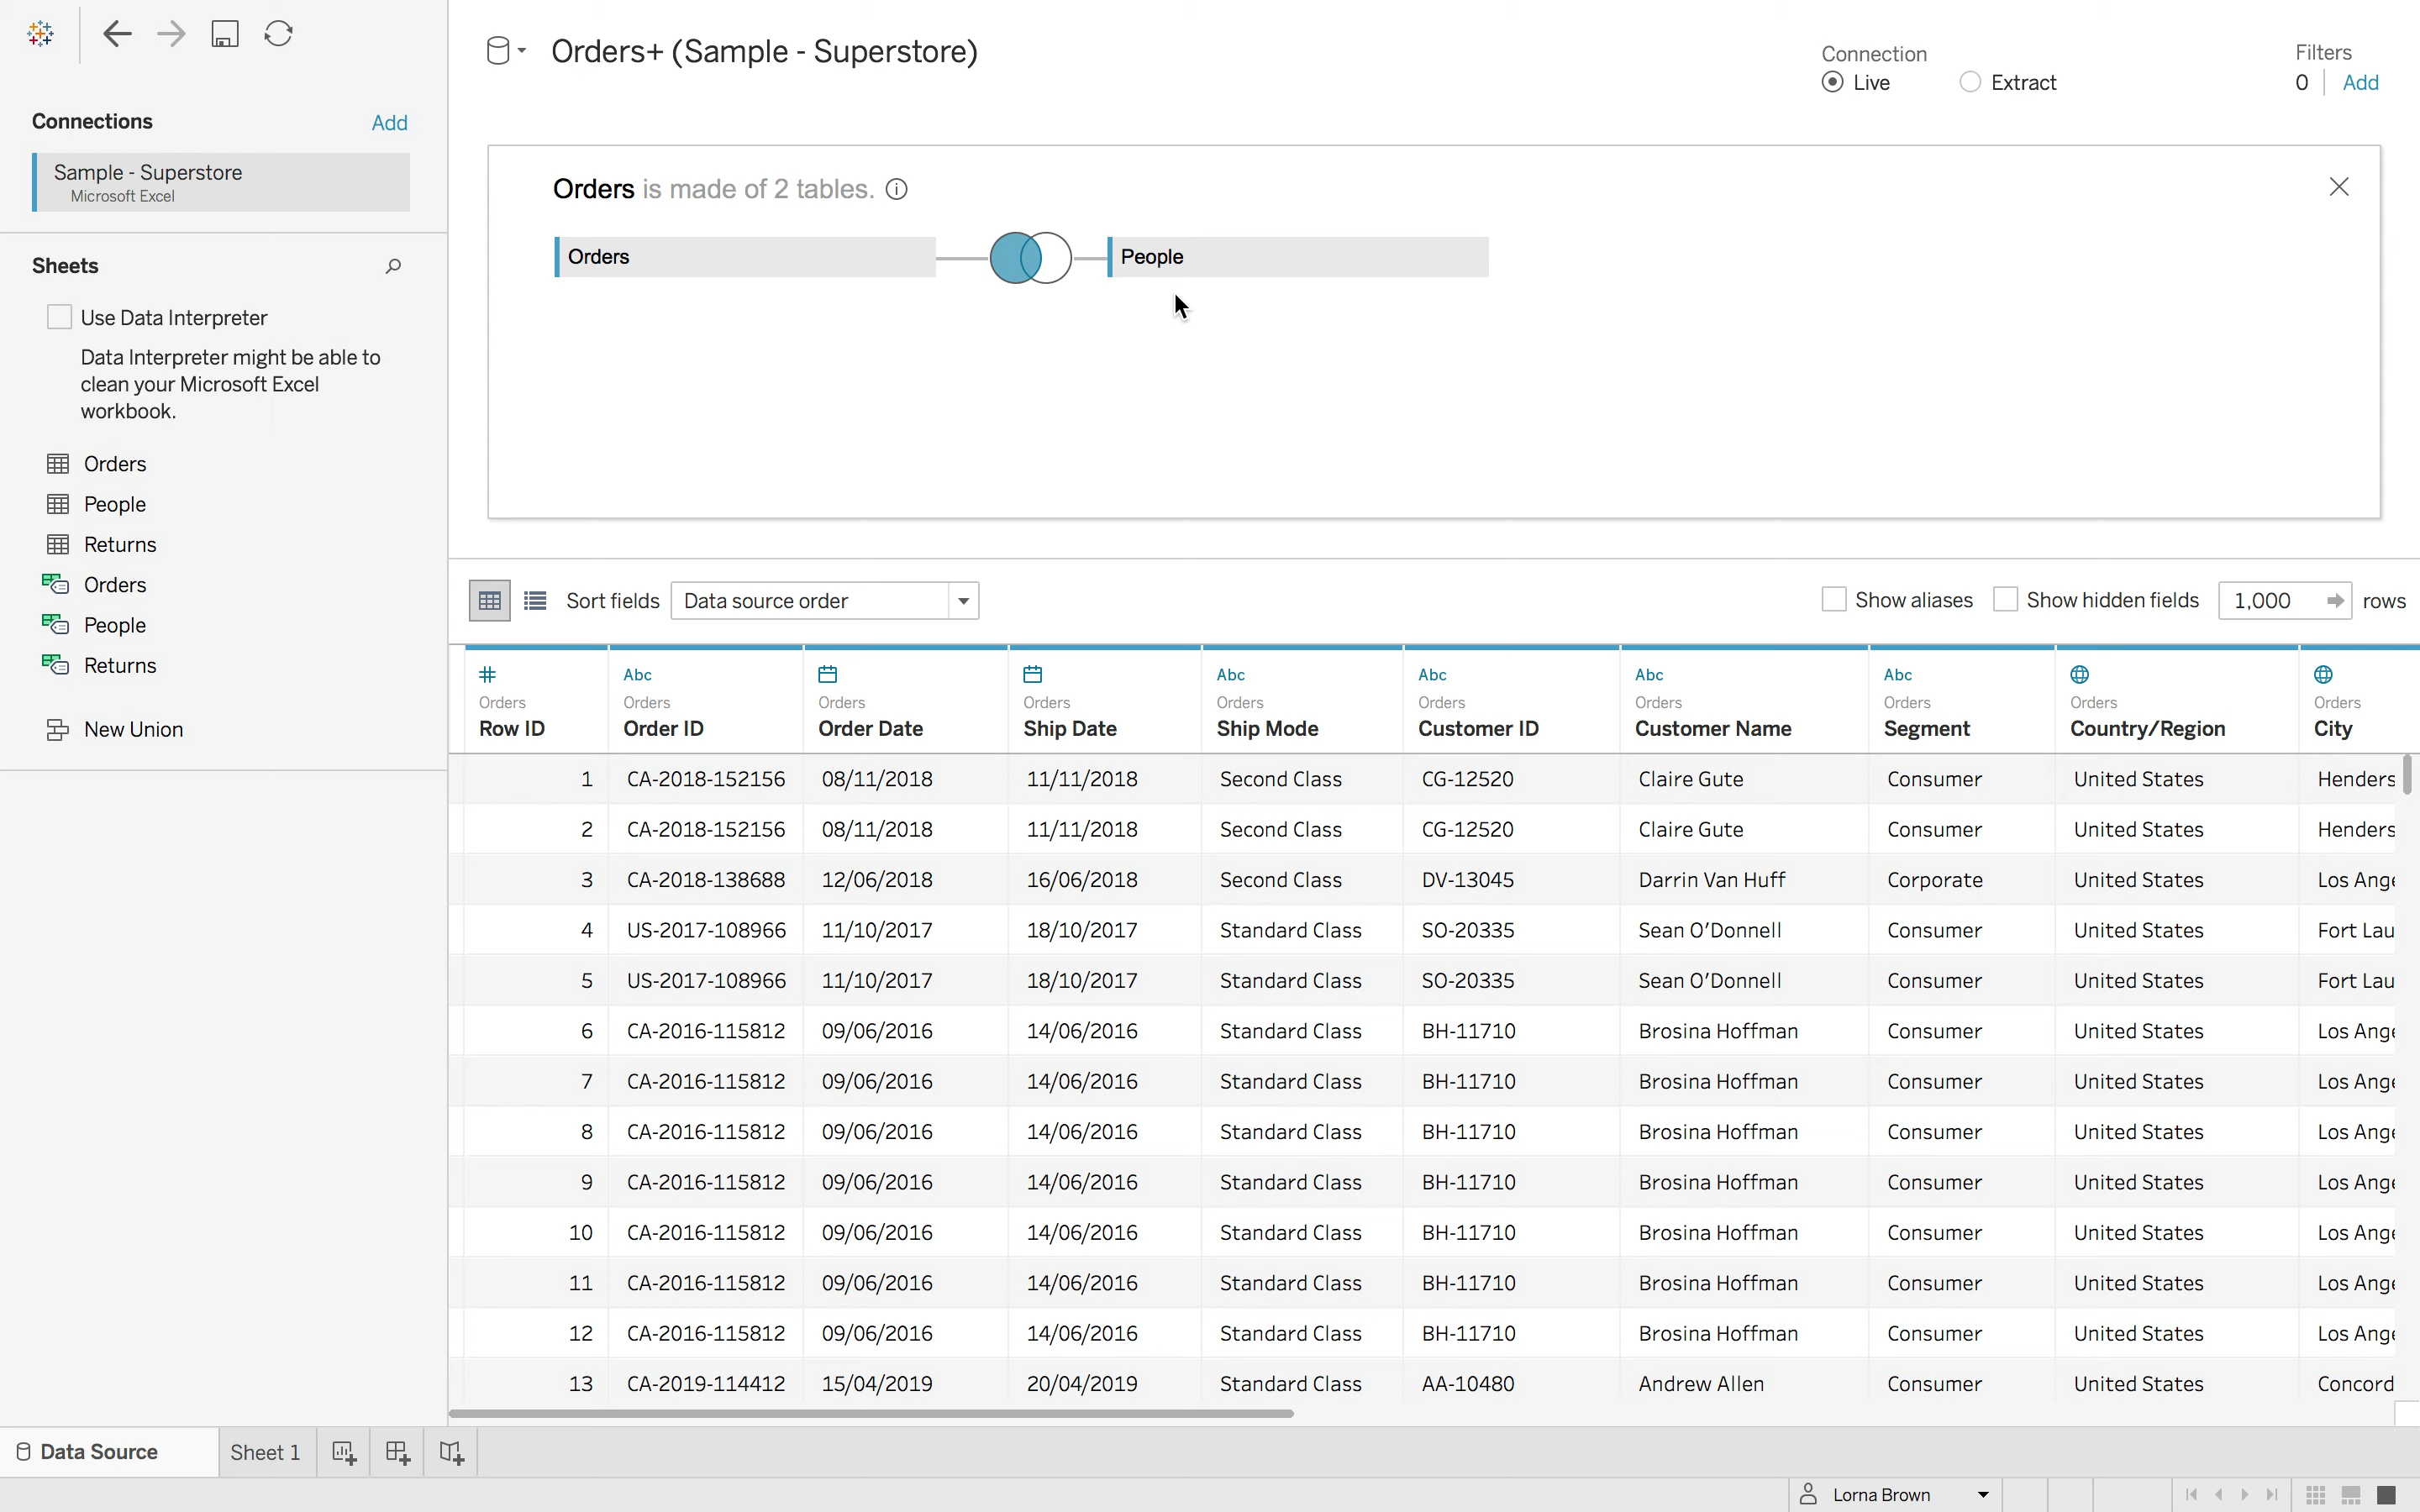 Orders+ (Sample - Superstore)
Connection
Live
Extract
Filters
0 Add
Connections Add
Sample - Superstore
Microsoft Excel
Sheets
Use Data Interpreter
Data Interpreter might be able to
clean your Microsoft Excel
workbook.
Orders
People
Returns
Orders
People
Returns
New Union
Orders is made of 2 tables.
Orders
People
Sort fields Data source order Show aliases Show hidden fields 1,000 rows
# Abc Abc Abc Abc Abc
Orders Orders Orders Orders Orders Orders Orders Orders Orders Orders
Row ID Order ID Order Date Ship Date Ship Mode Customer ID Customer Name Segment Country/Region City
1 CA-2018-152156 08/11/2018 11/11/2018 Second Class CG-12520 Claire Gute Consumer United States Henders
2 CA-2018-152156 08/11/2018 11/11/2018 Second Class CG-12520 Claire Gute Consumer United States Henders
3 CA-2018-138688 12/06/2018 16/06/2018 Second Class DV-13045 Darrin Van Huff Corporate United States Los Ange
4 US-2017-108966 11/10/2017 18/10/2017 Standard Class SO-20335 Sean O'Donnell Consumer United States Fort Lau
5 US-2017-108966 11/10/2017 18/10/2017 Standard Class SO-20335 Sean O'Donnell Consumer United States Fort Lau
6 CA-2016-115812 09/06/2016 14/06/2016 Standard Class BH-11710 Brosina Hoffman Consumer United States Los Ange
7 CA-2016-115812 09/06/2016 14/06/2016 Standard Class BH-11710 Brosina Hoffman Consumer United States Los Ange
8 CA-2016-115812 09/06/2016 14/06/2016 Standard Class BH-11710 Brosina Hoffman Consumer United States Los Ange
9 CA-2016-115812 09/06/2016 14/06/2016 Standard Class BH-11710 Brosina Hoffman Consumer United States Los Ange
10 CA-2016-115812 09/06/2016 14/06/2016 Standard Class BH-11710 Brosina Hoffman Consumer United States Los Ange
11 CA-2016-115812 09/06/2016 14/06/2016 Standard Class BH-11710 Brosina Hoffman Consumer United States Los Ange
12 CA-2016-115812 09/06/2016 14/06/2016 Standard Class BH-11710 Brosina Hoffman Consumer United States Los Ange
13 CA-2019-114412 15/04/2019 20/04/2019 Standard Class AA-10480 Andrew Allen Consumer United States Concord
Data Source Sheet 1
Lorna Brown